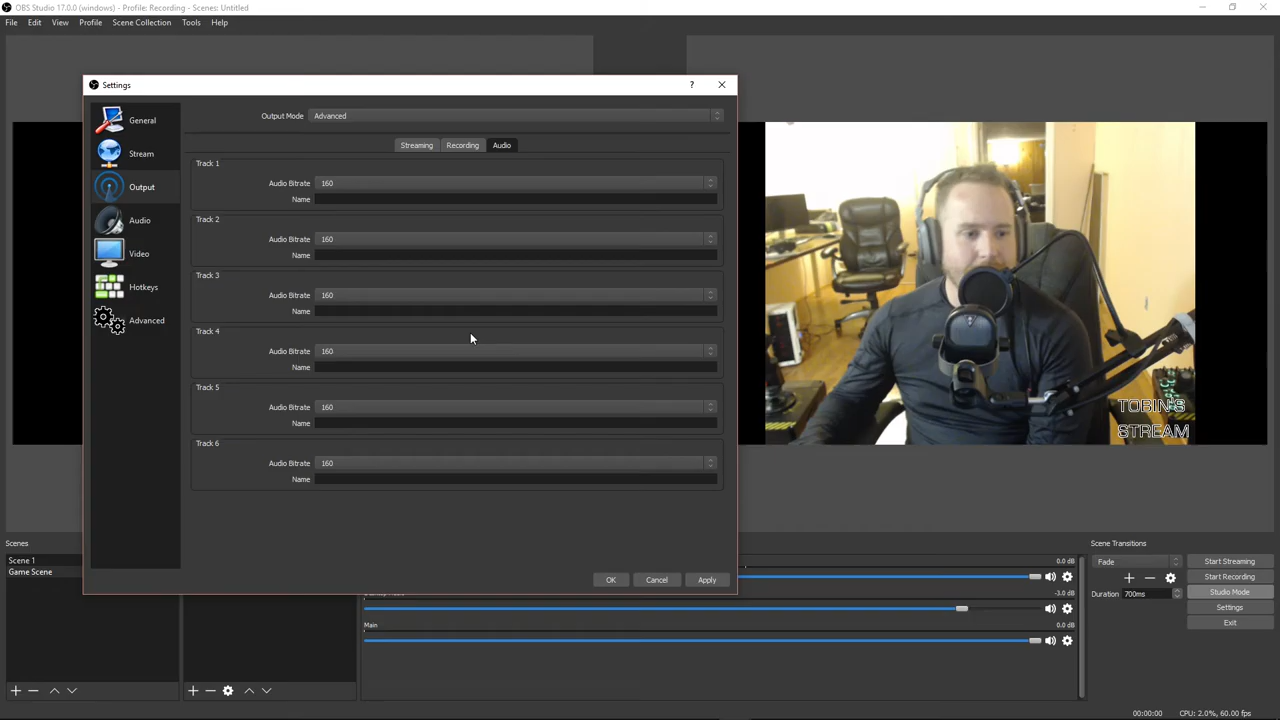 OBS Studio 17.0.0 (windows) - Profile: Recording - Scenes: Untitled
File Edit View Profile Scene Collection Tools Help
Settings ?
General
Stream
Output
Audio
Video
Hotkeys
Advanced
Output Mode Advanced
Streaming Recording Audio
Track 1
Audio Bitrate 160
Name
Track 2
Audio Bitrate 160
Name
Track 3
Audio Bitrate 160
Name
Track 4
Audio Bitrate 160
Name
Track 5
Audio Bitrate 160
Name
Track 6
Audio Bitrate 160
Name
OK Cancel Apply
TOBIN'S
STREAM
Scenes
Scene 1
Game Scene
0.0 dB
-3.0 dB
Main 0.0 dB
Scene Transitions
Fade
Duration 700ms
Start Streaming
Start Recording
Studio Mode
Settings
Exit
00:00:00 CPU: 2.0%, 60.00 fps